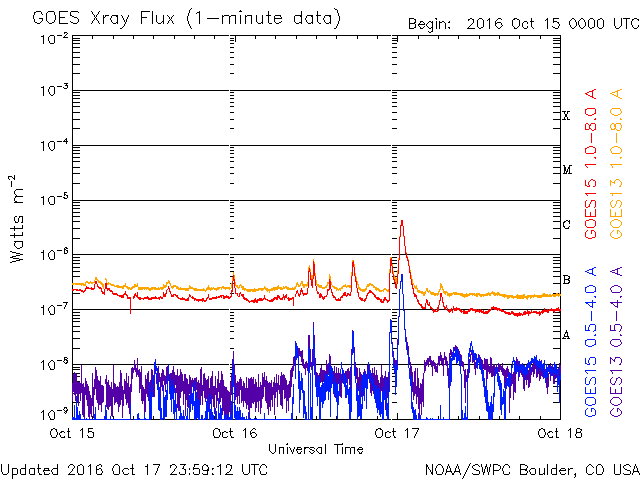 GOES Xray Flux (1-minute data)
Begin: 2016 Oct 15 0000 UTC
10-2
10-3
10-4
10-5
10-6
10-7
10-8
10-9
Watts m-2
X
M
C
B
A
GOES15 1.0-8.0 A
GOES13 1.0-8.0 A
GOES15 0.5-4.0 A
GOES13 0.5-4.0 A
Oct 15 Oct 16 Oct 17 Oct 18
Universal Time
Updated 2016 Oct 17 23:59:12 UTC
NOAA/SWPC Boulder, CO USA